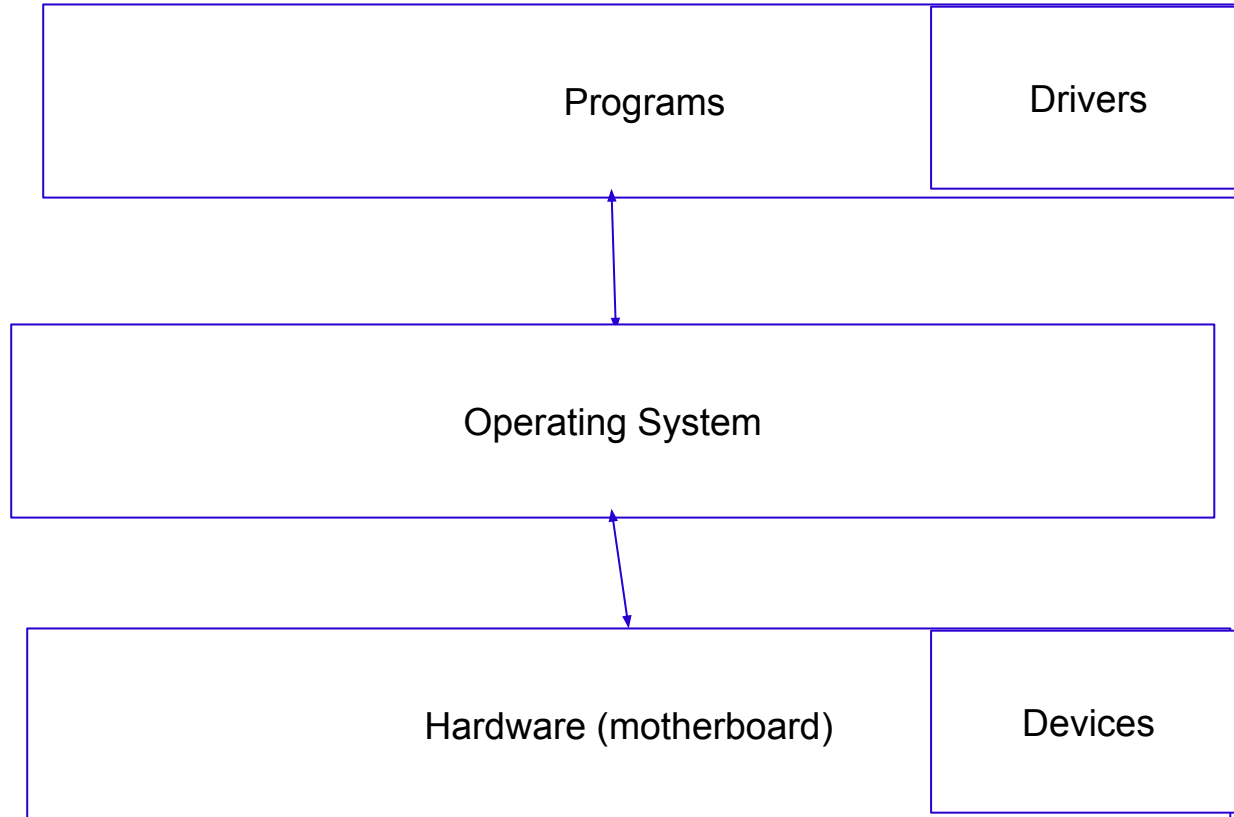 Programs
Drivers
Operating System
Hardware (motherboard)
Devices